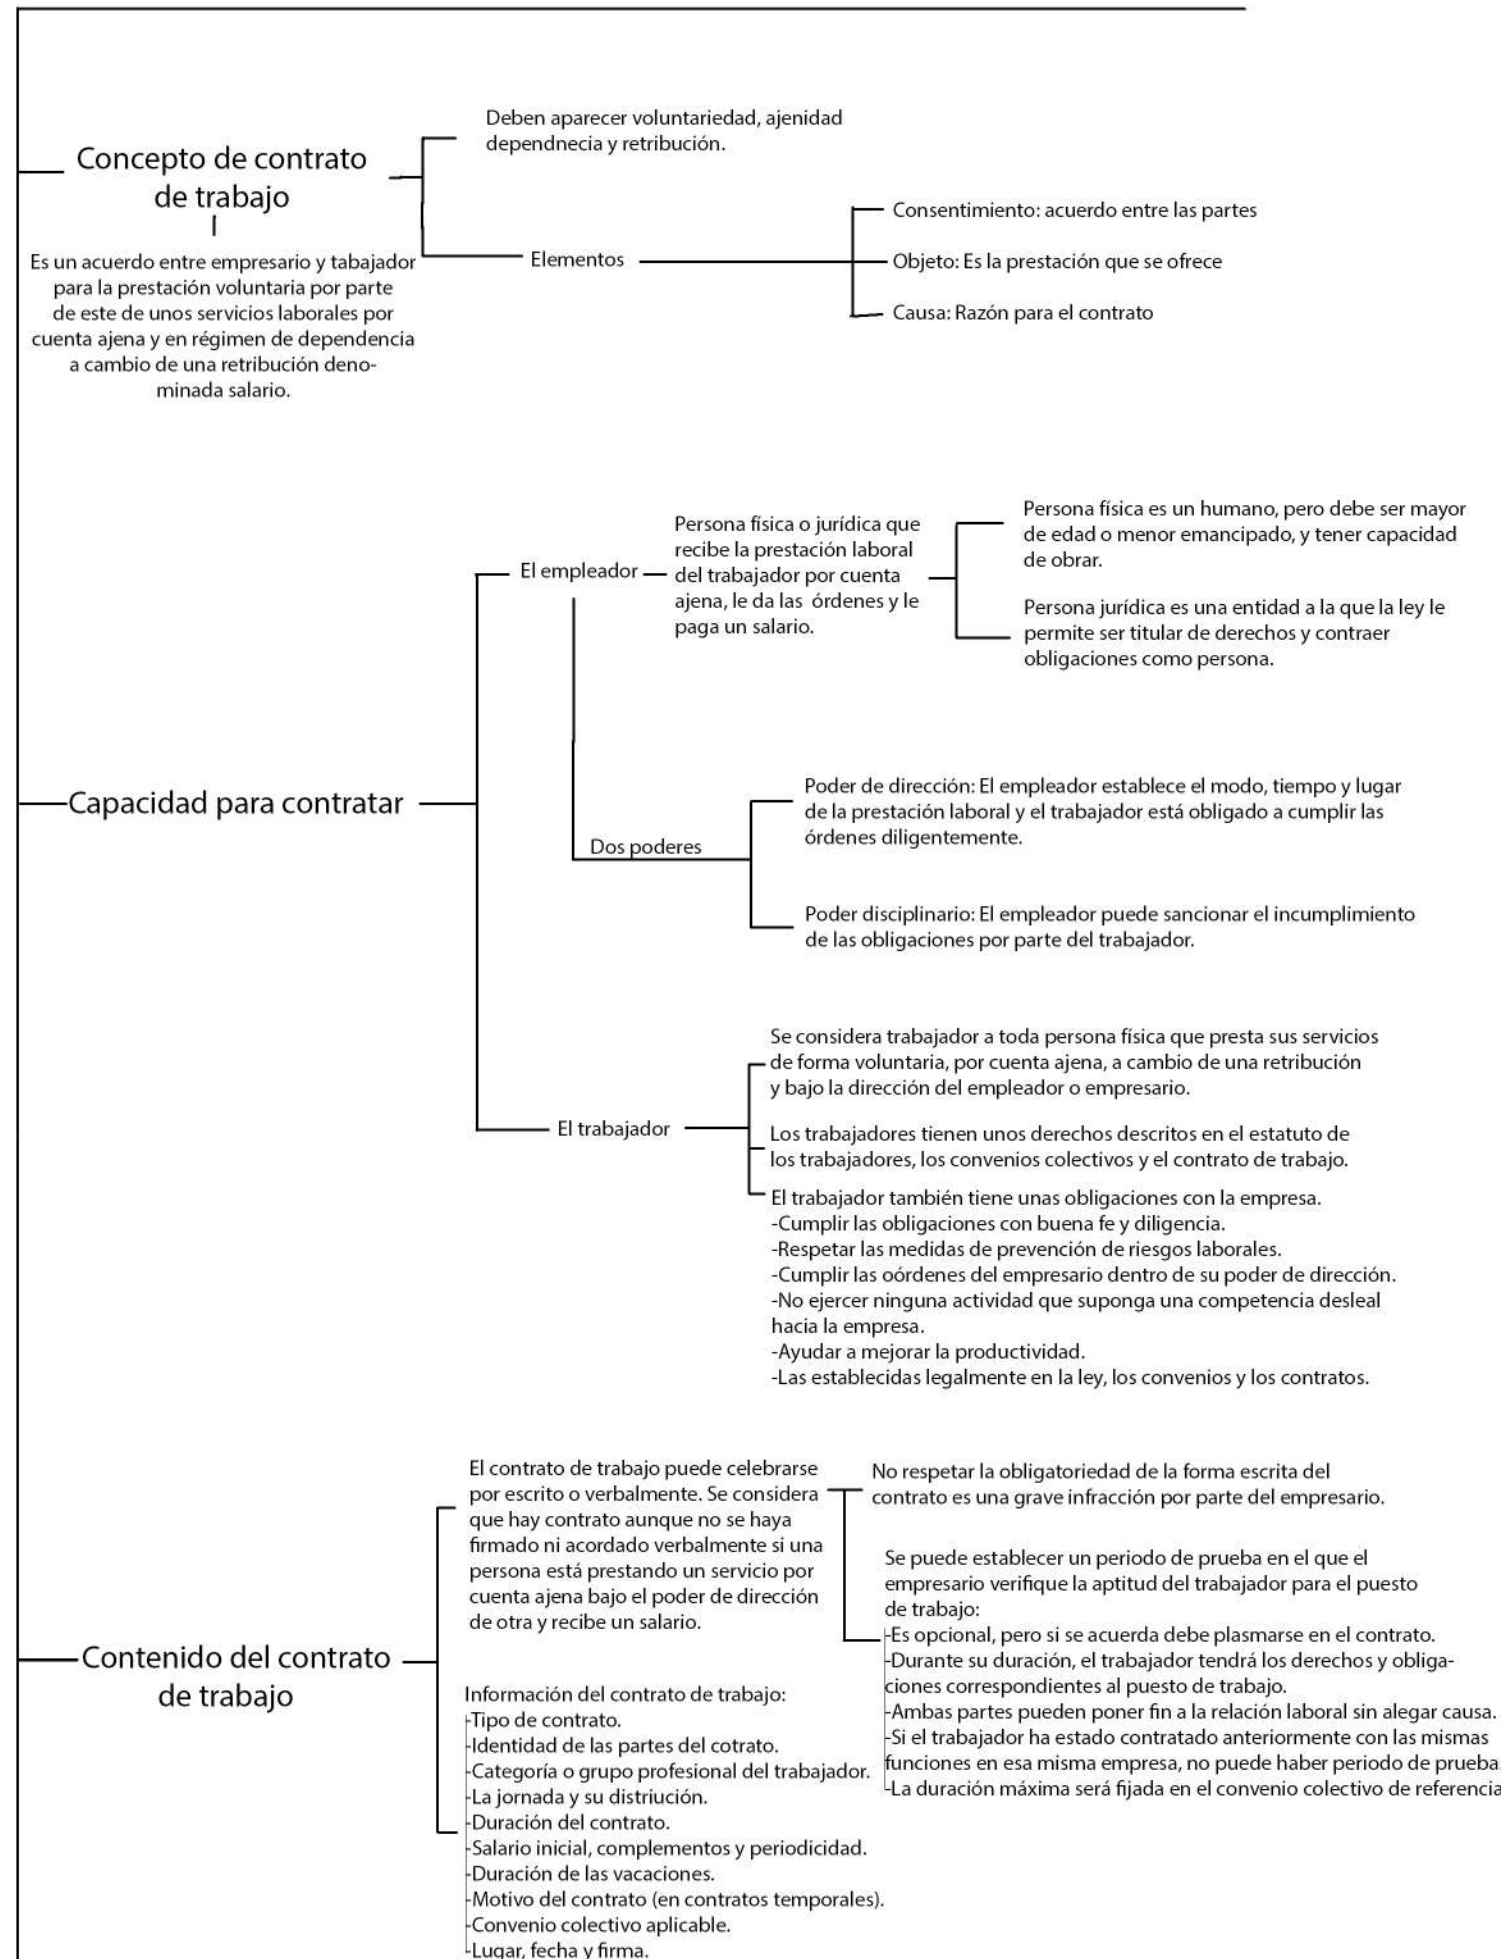 Concepto de contrato
de trabajo
Es un acuerdo entre empresario y tabajador
para la prestación voluntaria por parte
de este de unos servicios laborales por
cuenta ajena y en régimen de dependencia
a cambio de una retribución deno-
minada salario.
Deben aparecer voluntariedad, ajenidad
dependnecia y retribución.
Elementos
Consentimiento: acuerdo entre las partes
Objeto: Es la prestación que se ofrece
Causa: Razón para el contrato
Capacidad para contratar
El empleador
Persona física o jurídica que
recibe la prestación laboral
del trabajador por cuenta
ajena, le da las órdenes y le
paga un salario.
Persona física es un humano, pero debe ser mayor
de edad o menor emancipado, y tener capacidad
de obrar.
Persona jurídica es una entidad a la que la ley le
permite ser titular de derechos y contraer
obligaciones como persona.
Dos poderes
Poder de dirección: El empleador establece el modo, tiempo y lugar
de la prestación laboral y el trabajador está obligado a cumplir las
órdenes diligentemente.
Poder disciplinario: El empleador puede sancionar el incumplimiento
de las obligaciones por parte del trabajador.
El trabajador
Se considera trabajador a toda persona física que presta sus servicios
de forma voluntaria, por cuenta ajena, a cambio de una retribución
y bajo la dirección del empleador o empresario.
Los trabajadores tienen unos derechos descritos en el estatuto de
los trabajadores, los convenios colectivos y el contrato de trabajo.
El trabajador también tiene unas obligaciones con la empresa.
-Cumplir las obligaciones con buena fe y diligencia.
-Respetar las medidas de prevención de riesgos laborales.
-Cumplir las oórdenes del empresario dentro de su poder de dirección.
-No ejercer ninguna actividad que suponga una competencia desleal
hacia la empresa.
-Ayudar a mejorar la productividad.
-Las establecidas legalmente en la ley, los convenios y los contratos.
Contenido del contrato
de trabajo
El contrato de trabajo puede celebrarse
por escrito o verbalmente. Se considera
que hay contrato aunque no se haya
firmado ni acordado verbalmente si una
persona está prestando un servicio por
cuenta ajena bajo el poder de dirección
de otra y recibe un salario.
No respetar la obligatoriedad de la forma escrita del
contrato es una grave infracción por parte del empresario.
Se puede establecer un periodo de prueba en el que el
empresario verifique la aptitud del trabajador para el puesto
de trabajo:
-Es opcional, pero si se acuerda debe plasmarse en el contrato.
-Durante su duración, el trabajador tendrá los derechos y obliga-
ciones correspondientes al puesto de trabajo.
-Ambas partes pueden poner fin a la relación laboral sin alegar causa.
-Si el trabajador ha estado contratado anteriormente con las mismas
funciones en esa misma empresa, no puede haber periodo de prueba.
-La duración máxima será fijada en el convenio colectivo de referencia
Información del contrato de trabajo:
-Tipo de contrato.
-Identidad de las partes del cotrato.
-Categoría o grupo profesional del trabajador.
-La jornada y su distriución.
-Duración del contrato.
-Salario inicial, complementos y periodicidad.
-Duración de las vacaciones.
-Motivo del contrato (en contratos temporales).
-Convenio colectivo aplicable.
-Lugar, fecha y firma.